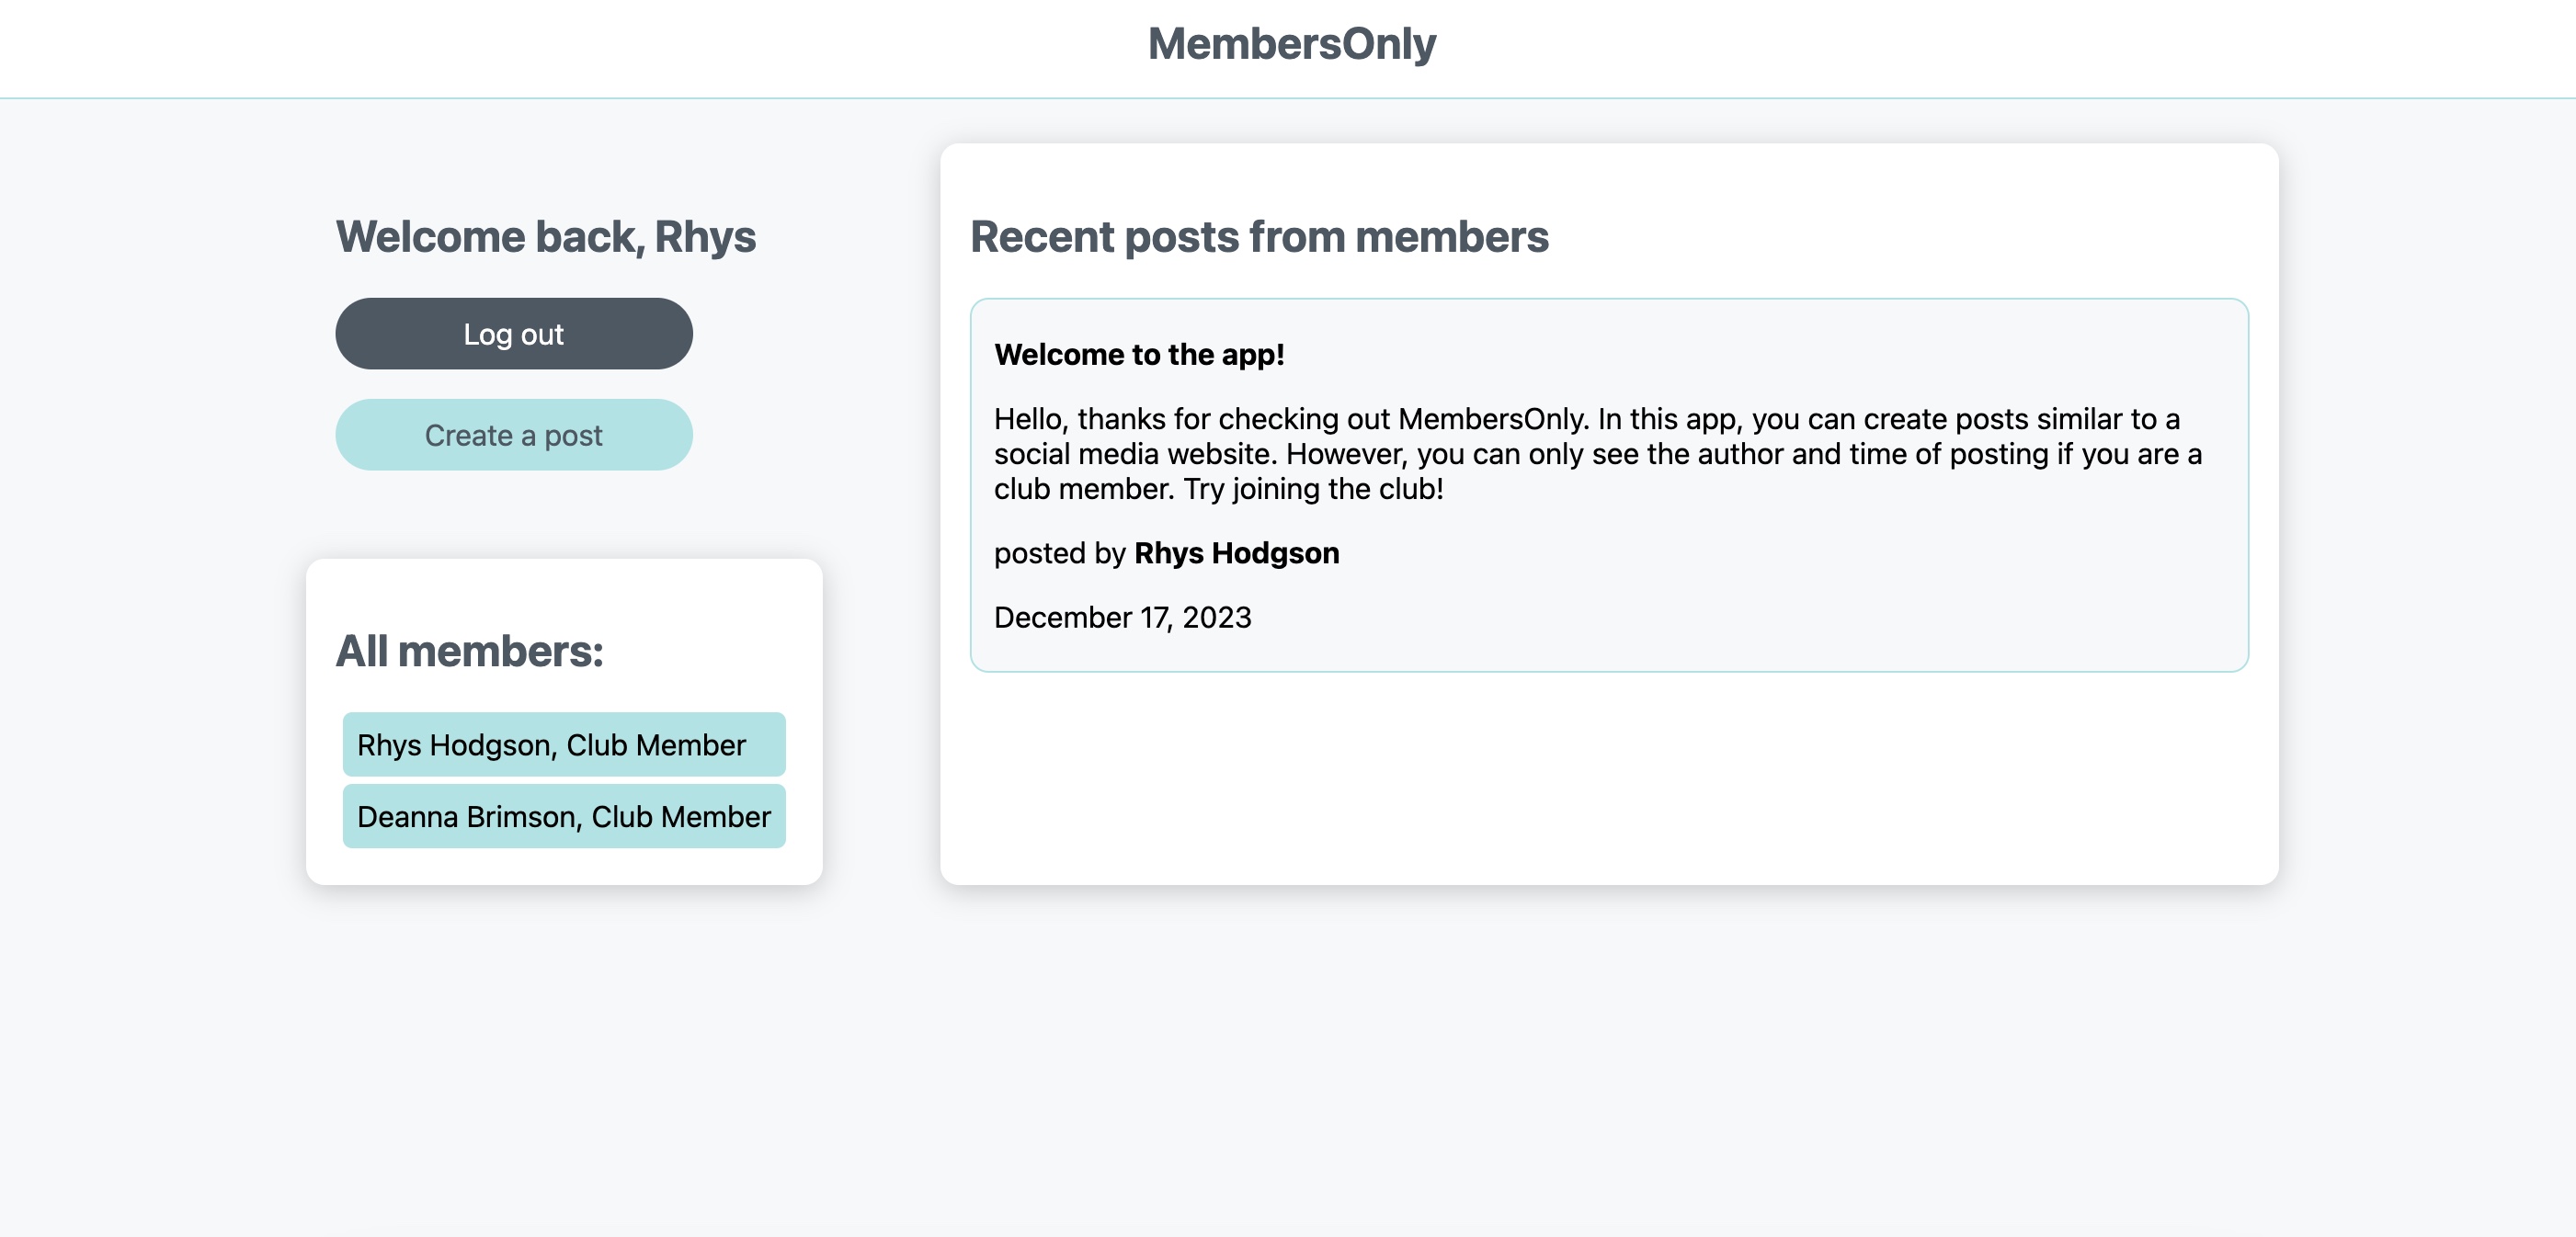 MembersOnly
Welcome back, Rhys
Log out
Create a post
All members:
Rhys Hodgson, Club Member
Deanna Brimson, Club Member
Recent posts from members
Welcome to the app!
Hello, thanks for checking out MembersOnly. In this app, you can create posts similar to a
social media website. However, you can only see the author and time of posting if you are a
club member. Try joining the club!
posted by Rhys Hodgson
December 17, 2023